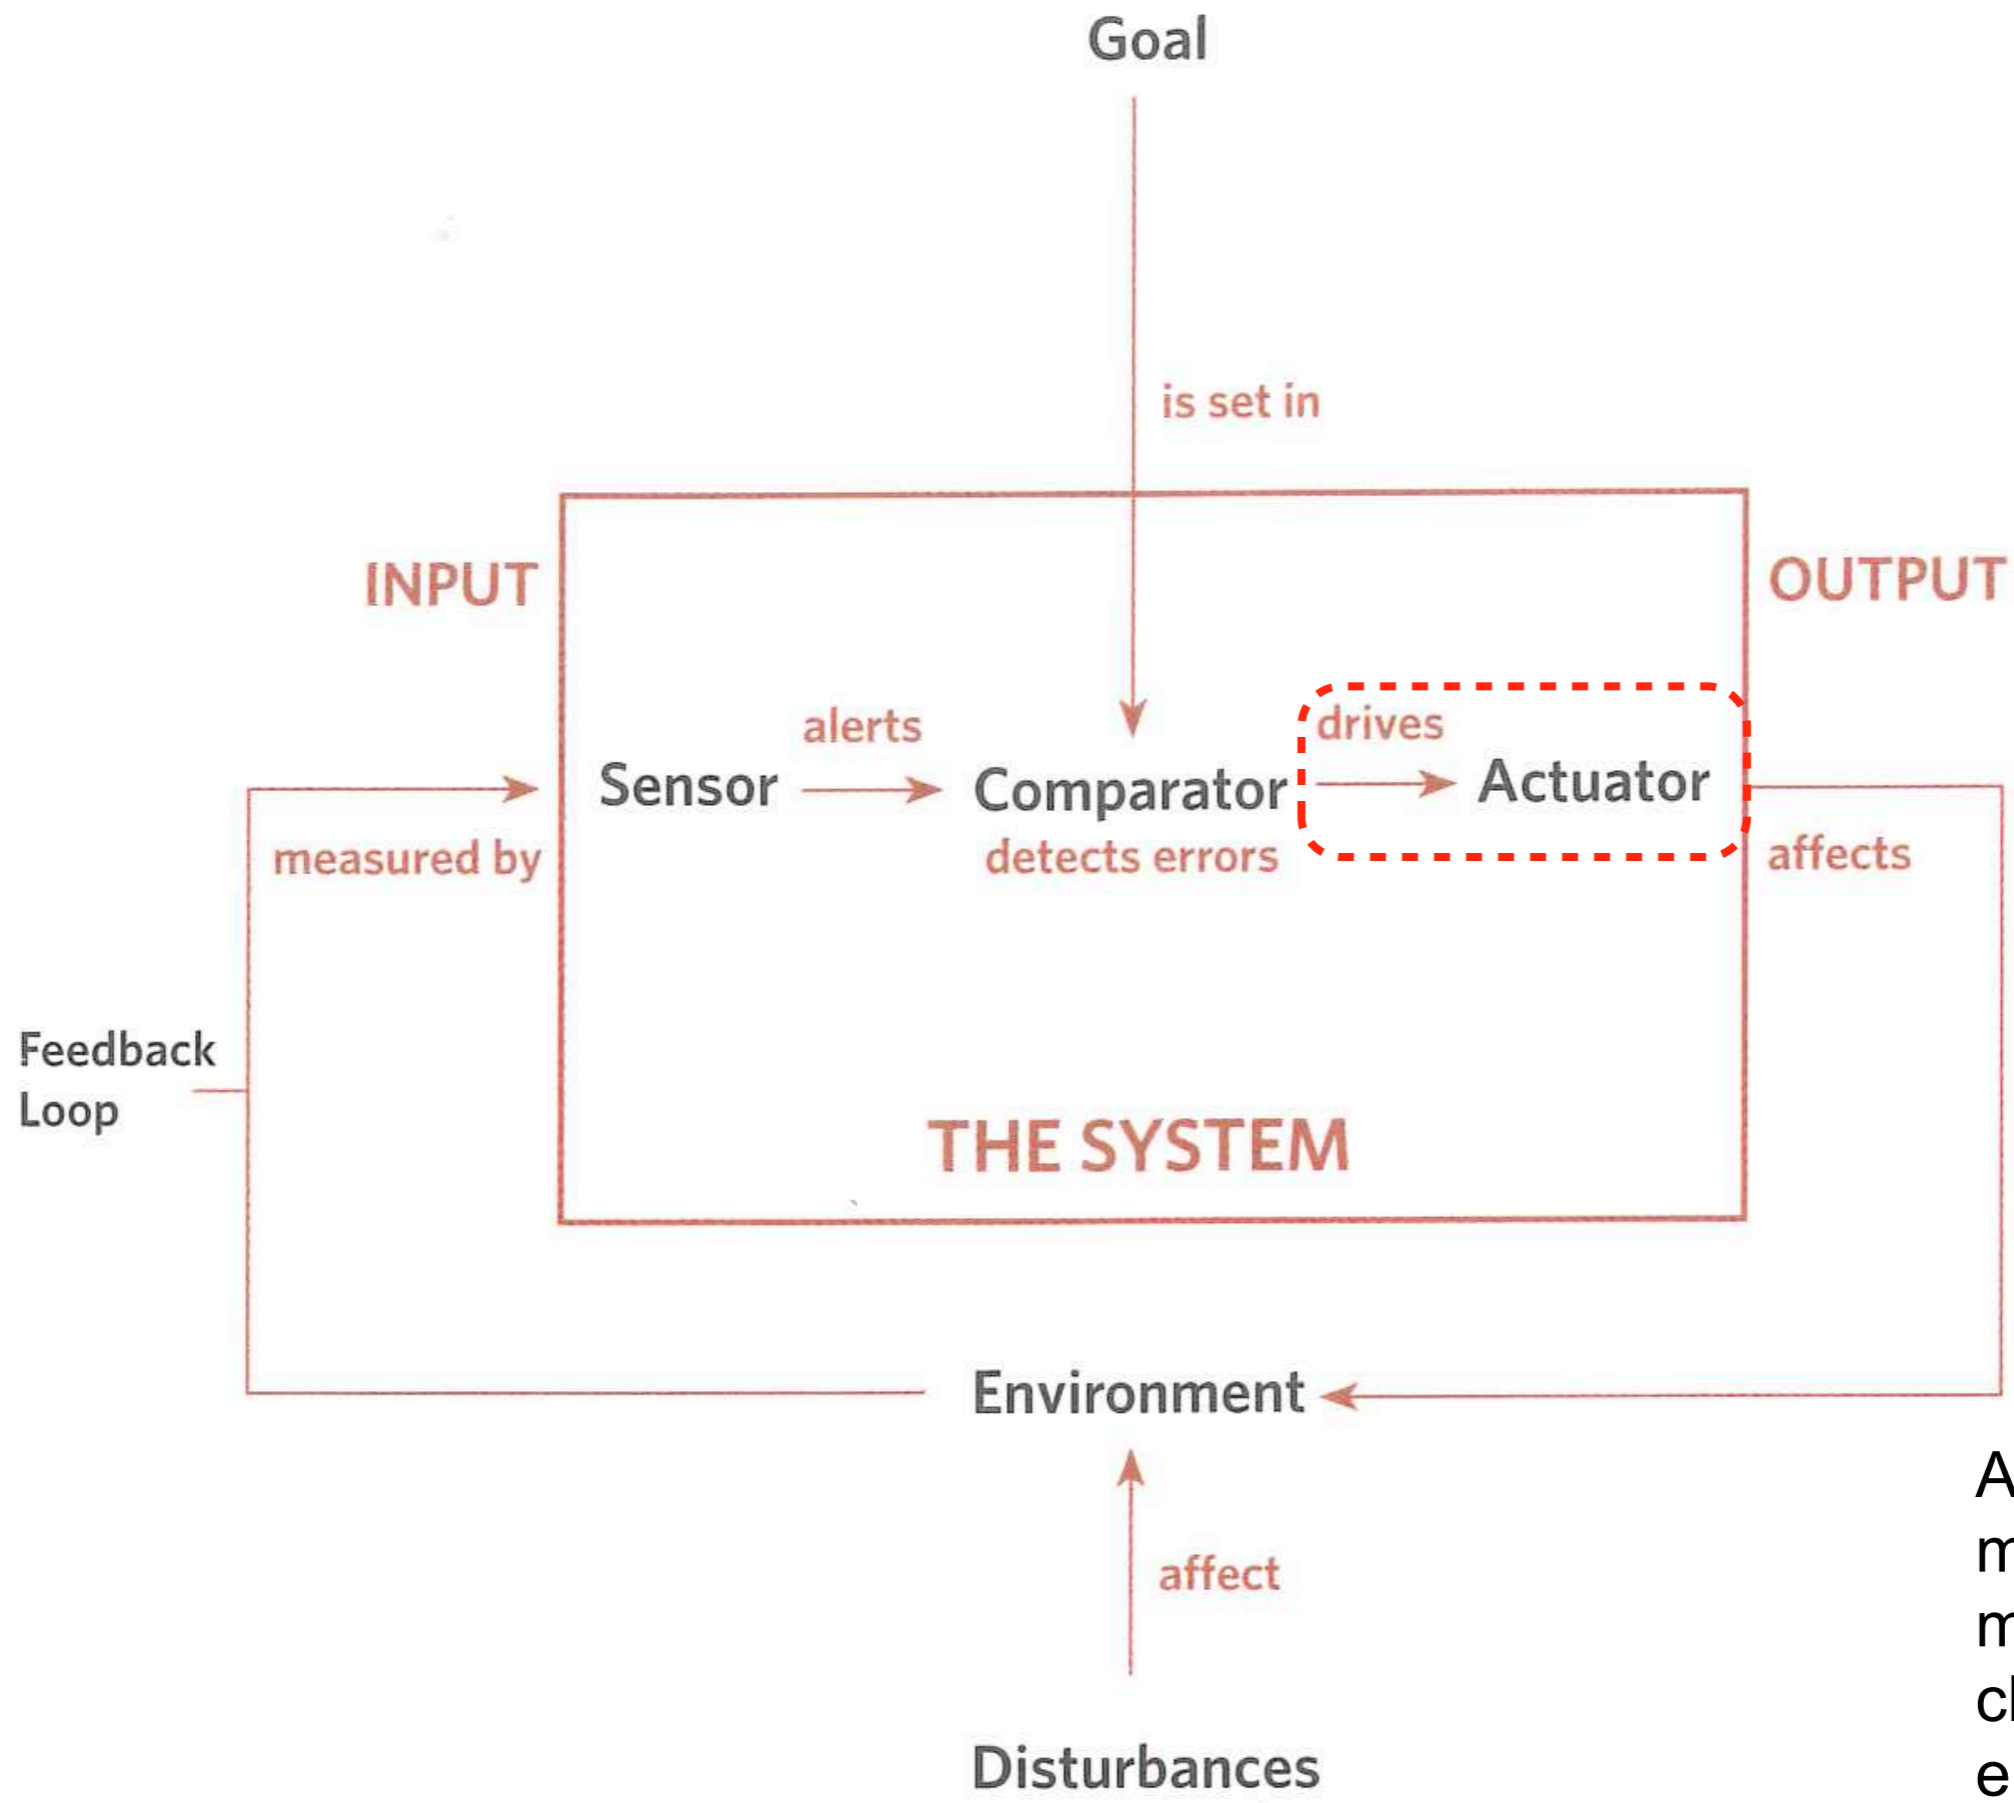 Goal
is set in
INPUT
OUTPUT
alerts
drives
Sensor
Comparator
Actuator
measured by
detects errors
affects
Feedback
Loop
THE SYSTEM
Environment
affect
Disturbances